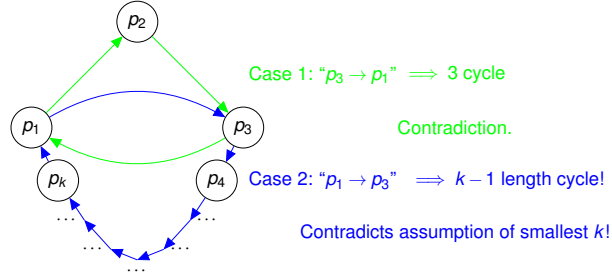 p₂
Case 1: “p₃ → p₁” ⟹ 3 cycle
p₁
p₃
Contradiction.
pₖ
p₄
Case 2: “p₁ → p₃” ⟹ k − 1 length cycle!
... ...
Contradicts assumption of smallest k!
... ...
...